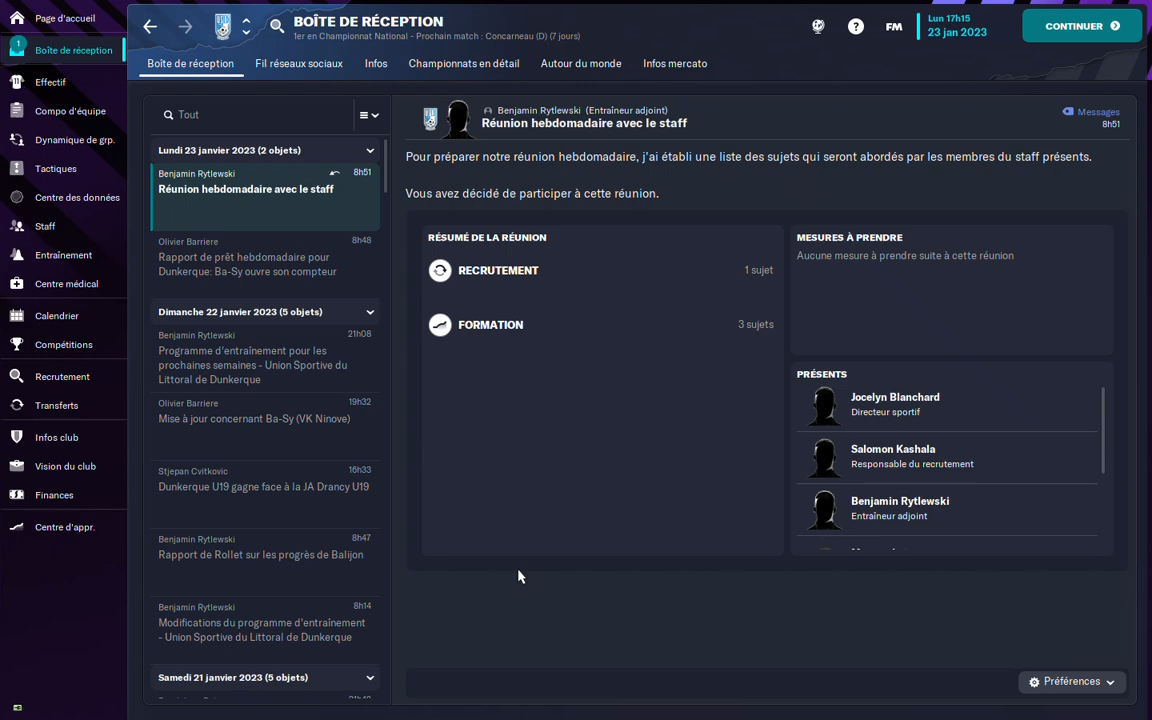 Page d'accueil
1
Boîte de réception
Effectif
Compo d'équipe
Dynamique de grp.
Tactiques
Centre des données
Staff
Entraînement
Centre médical
Calendrier
Compétitions
Recrutement
Transferts
Infos club
Vision du club
Finances
Centre d'appr.
BOÎTE DE RÉCEPTION
1er en Championnat National - Prochain match : Concarneau (D) (7 jours)
?
FM
Lun 17h15
23 jan 2023
CONTINUER
Boîte de réception
Fil réseaux sociaux
Infos
Championnats en détail
Autour du monde
Infos mercato
Tout
Lundi 23 janvier 2023 (2 objets)
Benjamin Rytlewski 8h51
Réunion hebdomadaire avec le staff
Olivier Barriere 8h48
Rapport de prêt hebdomadaire pour
Dunkerque: Ba-Sy ouvre son compteur
Dimanche 22 janvier 2023 (5 objets)
Benjamin Rytlewski 21h08
Programme d'entraînement pour les
prochaines semaines - Union Sportive du
Littoral de Dunkerque
Olivier Barriere 19h32
Mise à jour concernant Ba-Sy (VK Ninove)
Stjepan Cvitkovic 16h33
Dunkerque U19 gagne face à la JA Drancy U19
Benjamin Rytlewski 8h47
Rapport de Rollet sur les progrès de Balijon
Benjamin Rytlewski 8h14
Modifications du programme d'entraînement
- Union Sportive du Littoral de Dunkerque
Samedi 21 janvier 2023 (5 objets)
Benjamin Rytlewski (Entraîneur adjoint)
Réunion hebdomadaire avec le staff
Messages
8h51
Pour préparer notre réunion hebdomadaire, j'ai établi une liste des sujets qui seront abordés par les membres du staff présents.
Vous avez décidé de participer à cette réunion.
RÉSUMÉ DE LA RÉUNION
RECRUTEMENT 1 sujet
FORMATION 3 sujets
MESURES À PRENDRE
Aucune mesure à prendre suite à cette réunion
PRÉSENTS
Jocelyn Blanchard
Directeur sportif
Salomon Kashala
Responsable du recrutement
Benjamin Rytlewski
Entraîneur adjoint
Préférences